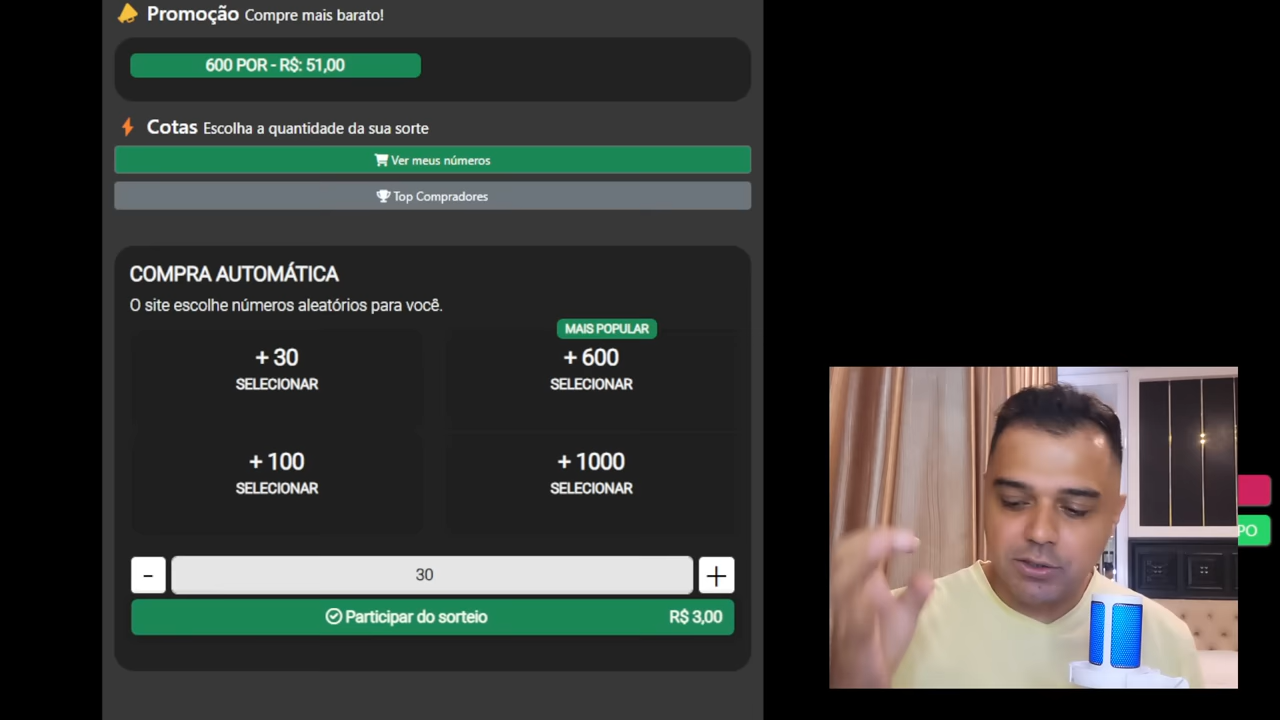 Promoção Compre mais barato!
600 POR - R$: 51,00
Cotas Escolha a quantidade da sua sorte
Ver meus números
Top Compradores
COMPRA AUTOMÁTICA
O site escolhe números aleatórios para você.
MAIS POPULAR
+ 30
SELECIONAR
+ 600
SELECIONAR
+ 100
SELECIONAR
+ 1000
SELECIONAR
- 30 +
Participar do sorteio R$ 3,00
PO